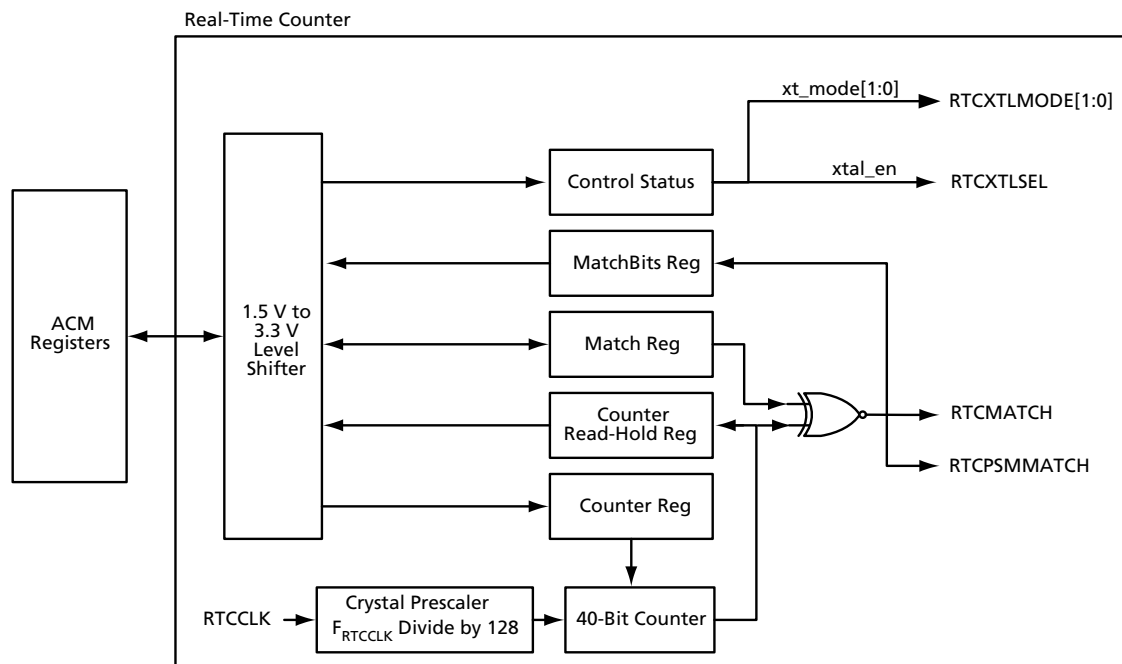 Real-Time Counter
xt_mode[1:0]
RTCXTLMODE[1:0]
Control Status
xtal_en
RTCXTLSEL
MatchBits Reg
ACM
Registers
1.5 V to
3.3 V
Level
Shifter
Match Reg
Counter
Read-Hold Reg
RTCMATCH
RTCPSMMATCH
Counter Reg
RTCCLK
Crystal Prescaler
FRTCCLK Divide by 128
40-Bit Counter